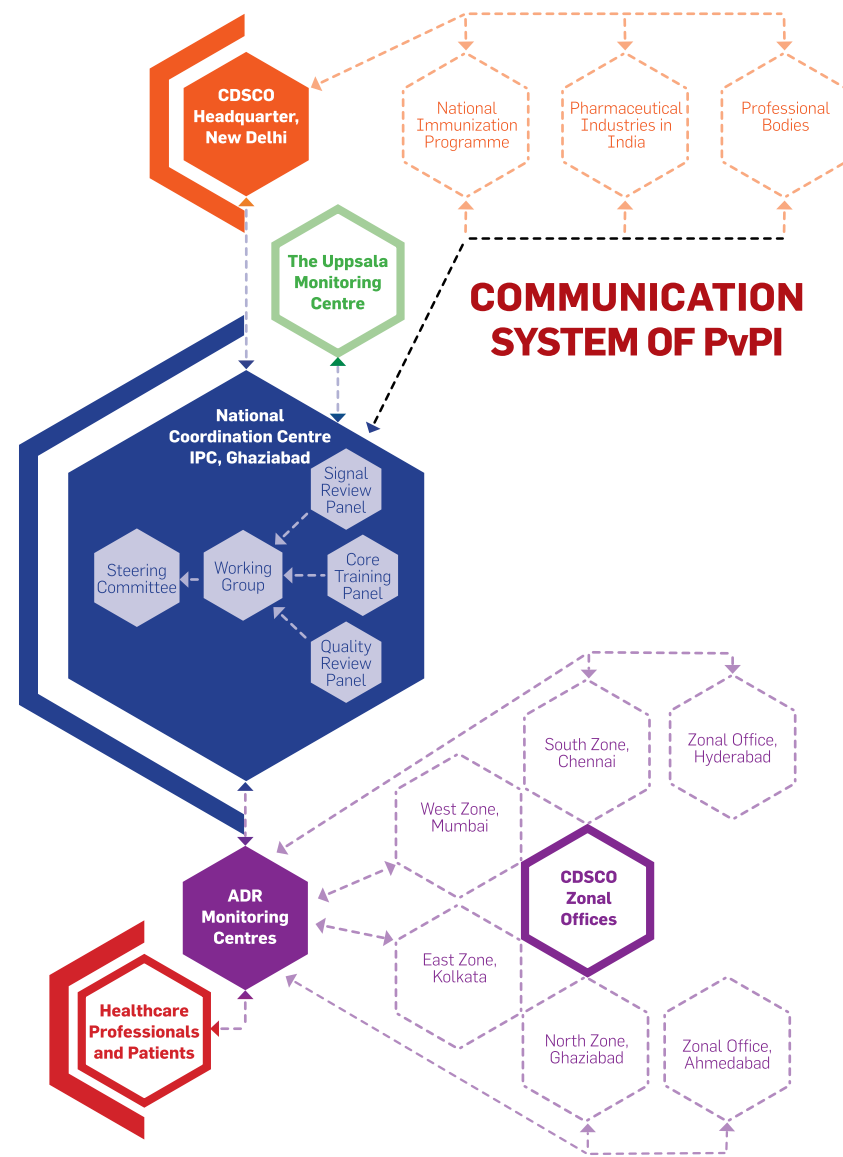 CDSCO
Headquarter,
New Delhi
National
Immunization
Programme
Pharmaceutical
Industries in
India
Professional
Bodies
The Uppsala
Monitoring
Centre
COMMUNICATION
SYSTEM OF PvPI
National
Coordination Centre
IPC, Ghaziabad
Signal
Review
Panel
Steering
Committee
Working
Group
Core
Training
Panel
Quality
Review
Panel
South Zone,
Chennai
Zonal Office,
Hyderabad
West Zone,
Mumbai
CDSCO
Zonal
Offices
ADR
Monitoring
Centres
East Zone,
Kolkata
Healthcare
Professionals
and Patients
North Zone,
Ghaziabad
Zonal Office,
Ahmedabad